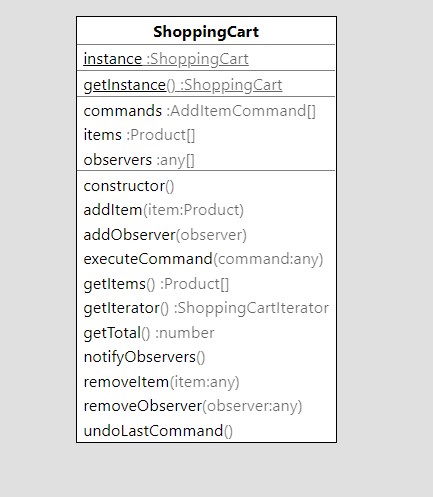 ShoppingCart
instance :ShoppingCart
getInstance() :ShoppingCart
commands :AddItemCommand[]
items :Product[]
observers :any[]
constructor()
addItem(item:Product)
addObserver(observer)
executeCommand(command:any)
getItems() :Product[]
getIterator() :ShoppingCartIterator
getTotal() :number
notifyObservers()
removeItem(item:any)
removeObserver(observer:any)
undoLastCommand()